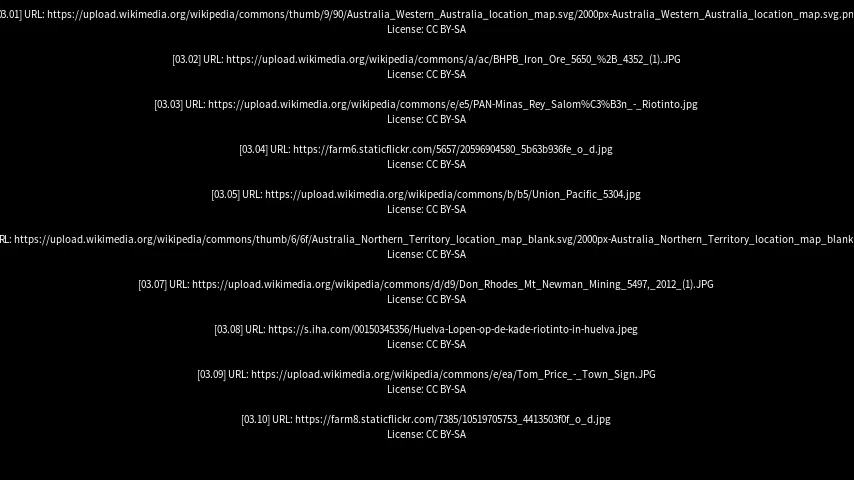 03.01] URL: https://upload.wikimedia.org/wikipedia/commons/thumb/9/90/Australia_Western_Australia_location_map.svg/2000px-Australia_Western_Australia_location_map.svg.pn
License: CC BY-SA
[03.02] URL: https://upload.wikimedia.org/wikipedia/commons/a/ac/BHPB_Iron_Ore_5650_%2B_4352_(1).JPG
License: CC BY-SA
[03.03] URL: https://upload.wikimedia.org/wikipedia/commons/e/e5/PAN-Minas_Rey_Salom%C3%B3n_-_Riotinto.jpg
License: CC BY-SA
[03.04] URL: https://farm6.staticflickr.com/5657/20596904580_5b63b936fe_o_d.jpg
License: CC BY-SA
[03.05] URL: https://upload.wikimedia.org/wikipedia/commons/b/b5/Union_Pacific_5304.jpg
License: CC BY-SA
RL: https://upload.wikimedia.org/wikipedia/commons/thumb/6/6f/Australia_Northern_Territory_location_map_blank.svg/2000px-Australia_Northern_Territory_location_map_blank
License: CC BY-SA
[03.07] URL: https://upload.wikimedia.org/wikipedia/commons/d/d9/Don_Rhodes_Mt_Newman_Mining_5497,_2012_(1).JPG
License: CC BY-SA
[03.08] URL: https://s.iha.com/00150345356/Huelva-Lopen-op-de-kade-riotinto-in-huelva.jpeg
License: CC BY-SA
[03.09] URL: https://upload.wikimedia.org/wikipedia/commons/e/ea/Tom_Price_-_Town_Sign.JPG
License: CC BY-SA
[03.10] URL: https://farm8.staticflickr.com/7385/10519705753_4413503f0f_o_d.jpg
License: CC BY-SA